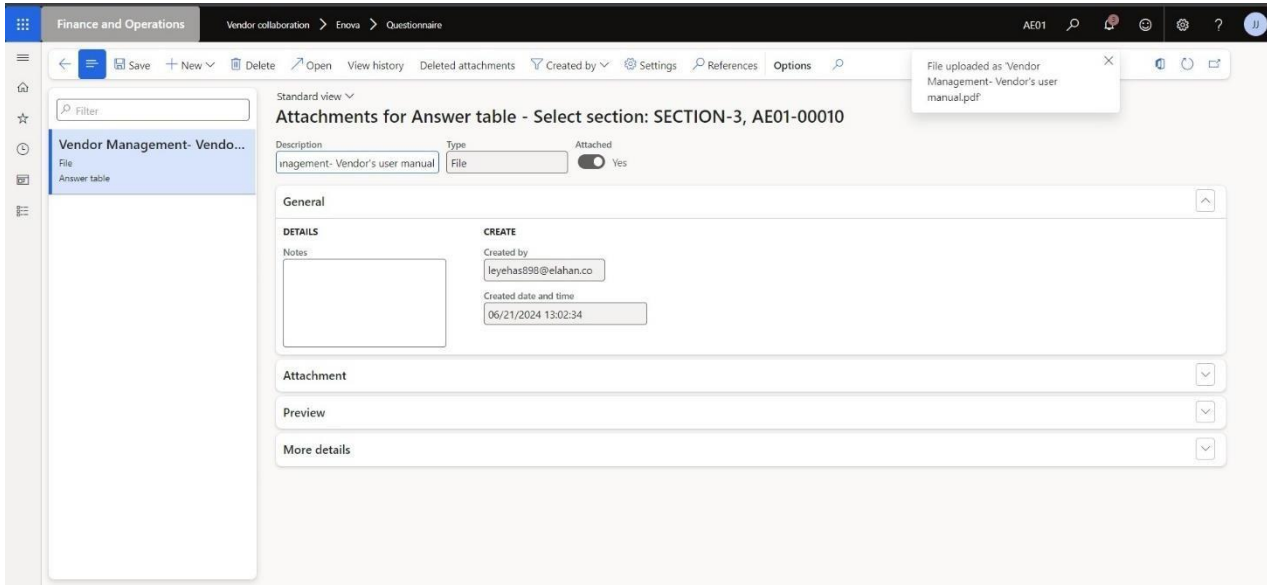 Finance and Operations
Vendor collaboration > Enova > Questionnaire
AE01
?
JJ
Save
New
Delete
Open
View history
Deleted attachments
Created by
Settings
References
Options
File uploaded as 'Vendor
Management- Vendor's user
manual.pdf'
Filter
Vendor Management- Vendo...
File
Answer table
Standard view
Attachments for Answer table - Select section: SECTION-3, AE01-00010
Description
Type
Attached
nagement- Vendor's user manual
File
Yes
General
DETAILS
CREATE
Notes
Created by
leyehas898@elahan.co
Created date and time
06/21/2024 13:02:34
Attachment
Preview
More details